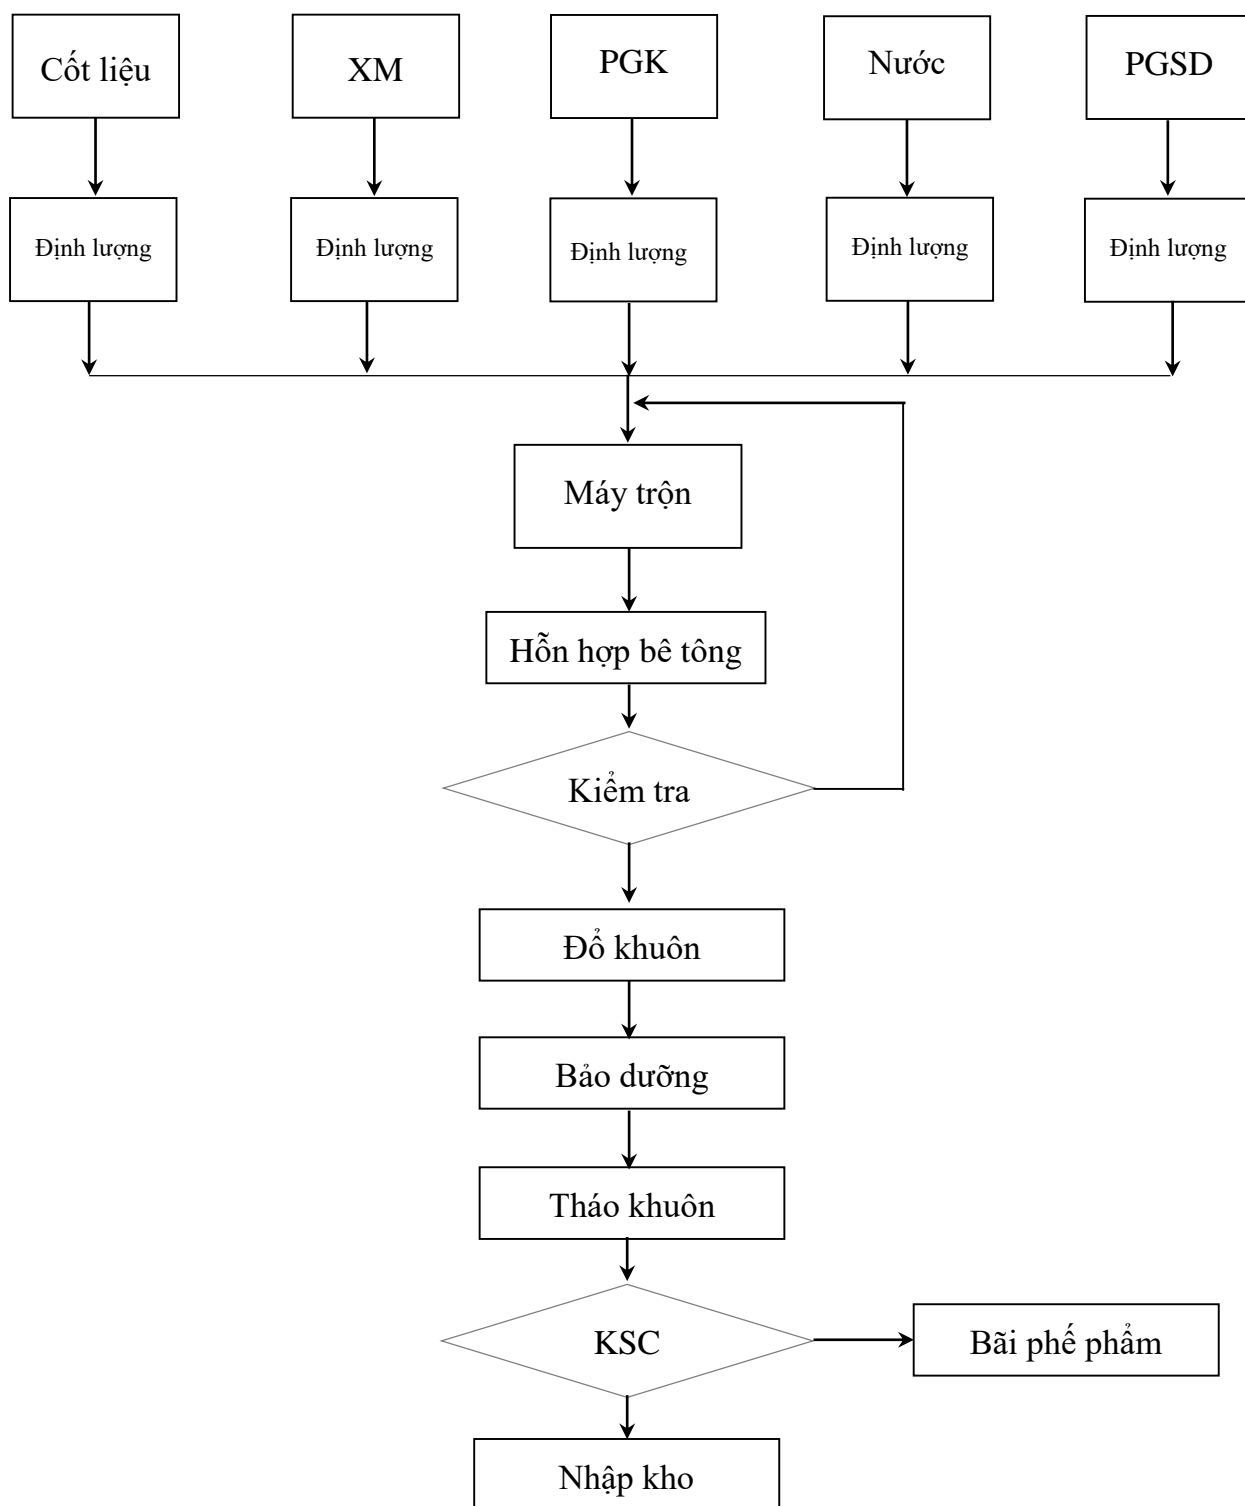 Cốt liệu
XM
PGK
Nước
PGSD
Định lượng
Định lượng
Định lượng
Định lượng
Định lượng
Máy trộn
Hỗn hợp bê tông
Kiểm tra
Đổ khuôn
Bảo dưỡng
Tháo khuôn
KSC
Bãi phế phẩm
Nhập kho